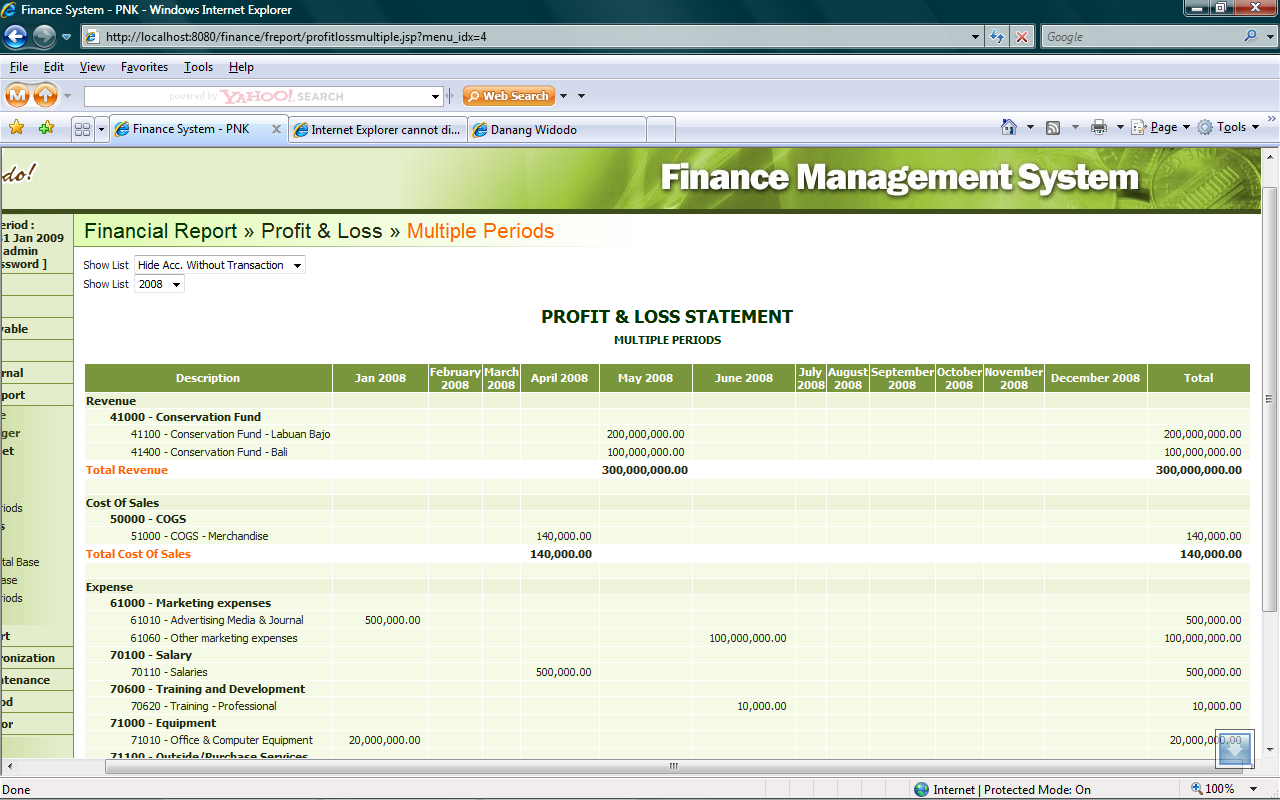 Finance System - PNK - Windows Internet Explorer
http://localhost:8080/finance/freport/profitlossmultiple.jsp?menu_idx=4
Google
File Edit View Favorites Tools Help
M
powered by YAHOO! SEARCH
Web Search
Finance System - PNK
Internet Explorer cannot di...
Danang Widodo
Page
Tools
do!
Finance Management System
eriod :
31 Jan 2009
admin
ssword ]
Financial Report » Profit & Loss » Multiple Periods
Show List Hide Acc. Without Transaction
Show List 2008
PROFIT & LOSS STATEMENT
MULTIPLE PERIODS
yable
rnal
port
e
ger
et
iods
s
tal Base
ase
iods
rt
ronization
ntenance
od
or
Description Jan 2008 February 2008 March 2008 April 2008 May 2008 June 2008 July 2008 August 2008 September 2008 October 2008 November 2008 December 2008 Total
Revenue
41000 - Conservation Fund
41100 - Conservation Fund - Labuan Bajo 200,000,000.00 200,000,000.00
41400 - Conservation Fund - Bali 100,000,000.00 100,000,000.00
Total Revenue 300,000,000.00 300,000,000.00
Cost Of Sales
50000 - COGS
51000 - COGS - Merchandise 140,000.00 140,000.00
Total Cost Of Sales 140,000.00 140,000.00
Expense
61000 - Marketing expenses
61010 - Advertising Media & Journal 500,000.00 500,000.00
61060 - Other marketing expenses 100,000,000.00 100,000,000.00
70100 - Salary
70110 - Salaries 500,000.00 500,000.00
70600 - Training and Development
70620 - Training - Professional 10,000.00 10,000.00
71000 - Equipment
71010 - Office & Computer Equipment 20,000,000.00 20,000,000.00
71100 - Outside/Purchase Services
Done
Internet | Protected Mode: On
100%